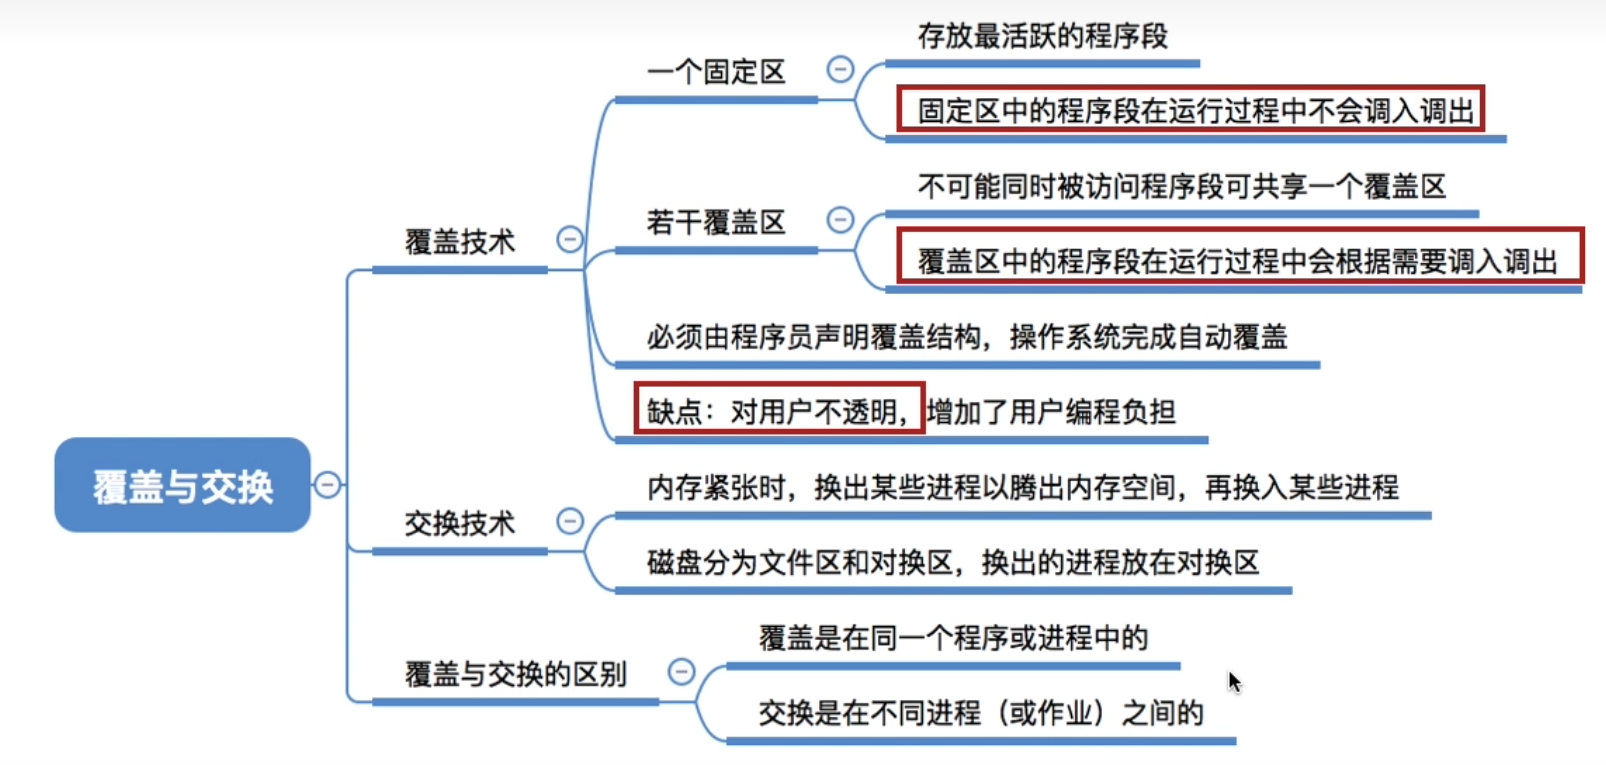 存放最活跃的程序段
一个固定区
固定区中的程序段在运行过程中不会调入调出
不可能同时被访问程序段可共享一个覆盖区
若干覆盖区
覆盖技术
覆盖区中的程序段在运行过程中会根据需要调入调出
必须由程序员声明覆盖结构，操作系统完成自动覆盖
缺点：对用户不透明，增加了用户编程负担
覆盖与交换
内存紧张时，换出某些进程以腾出内存空间，再换入某些进程
交换技术
磁盘分为文件区和对换区，换出的进程放在对换区
覆盖是在同一个程序或进程中的
覆盖与交换的区别
交换是在不同进程（或作业）之间的